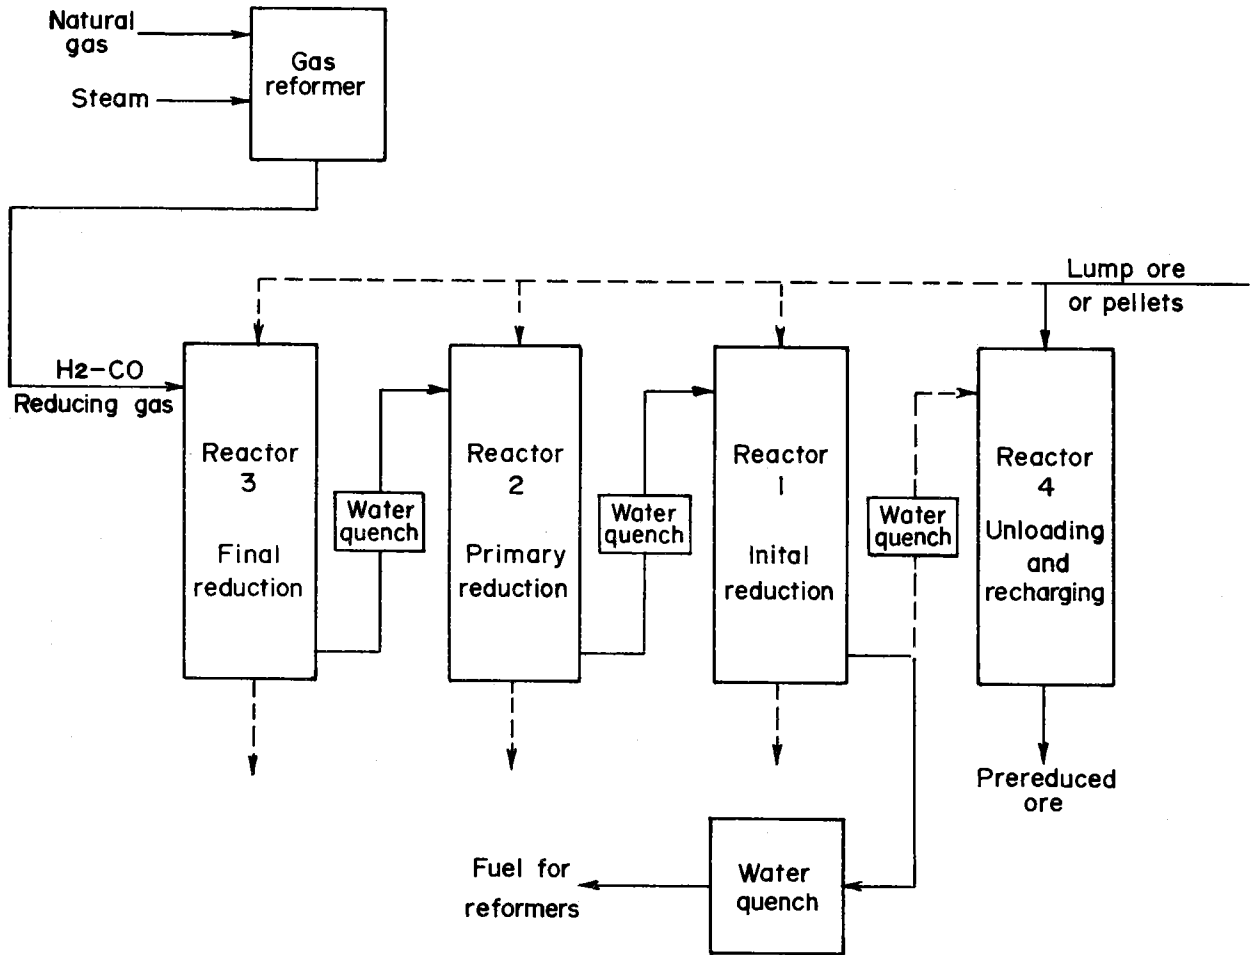 Natural
gas
Steam
Gas
reformer
Lump ore
or pellets
H2-CO
Reducing gas
Reactor
3
Final
reduction
Water
quench
Reactor
2
Primary
reduction
Water
quench
Reactor
1
Inital
reduction
Water
quench
Reactor
4
Unloading
and
recharging
Prereduced
ore
Fuel for
reformers
Water
quench